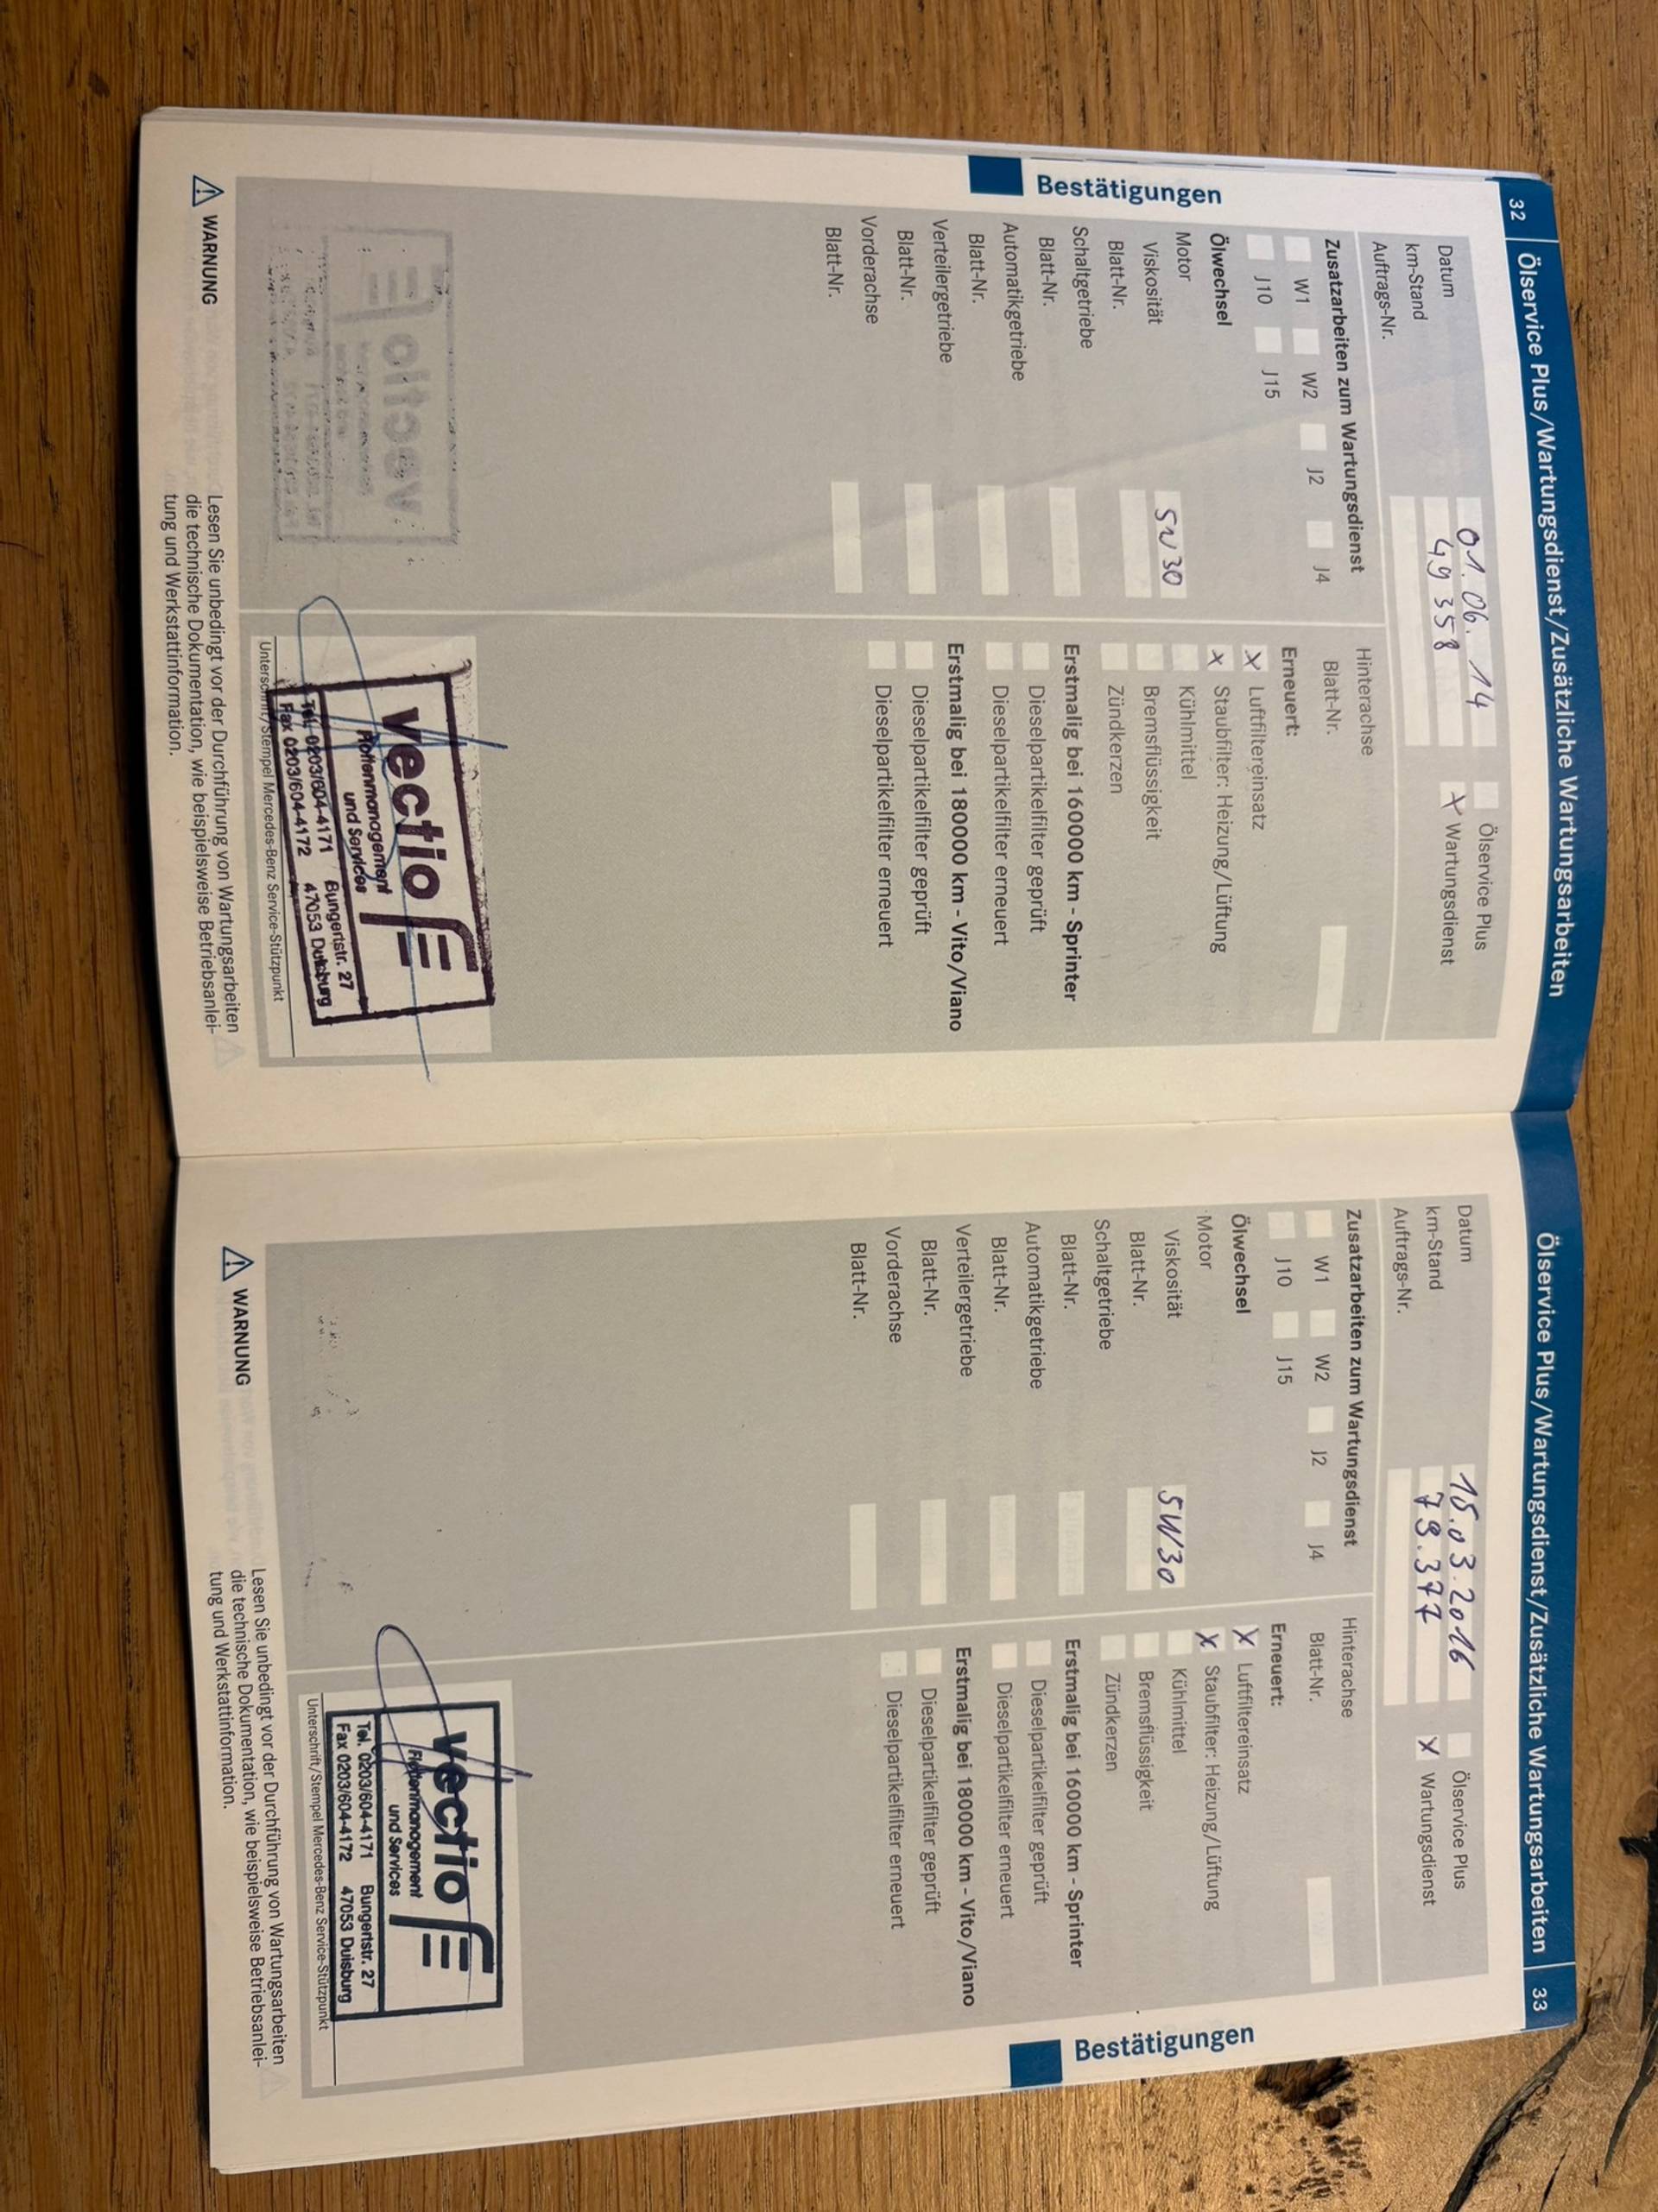 32 Ölservice Plus/Wartungsdienst/Zusätzliche Wartungsarbeiten
Bestätigungen
Datum 01.06.14
km-Stand 49 358
Auftrags-Nr.
Ölservice Plus
X Wartungsdienst
Zusatzarbeiten zum Wartungsdienst
W1 W2 J2 J4
J10 J15
Ölwechsel
Motor
Viskosität 5W30
Blatt-Nr.
Schaltgetriebe
Blatt-Nr.
Automatikgetriebe
Blatt-Nr.
Verteilergetriebe
Blatt-Nr.
Vorderachse
Blatt-Nr.
Hinterachse
Blatt-Nr.
Erneuert:
X Luftfiltereinsatz
X Staubfilter: Heizung/Lüftung
Kühlmittel
Bremsflüssigkeit
Zündkerzen
Erstmalig bei 160000 km - Sprinter
Dieselpartikelfilter geprüft
Dieselpartikelfilter erneuert
Erstmalig bei 180000 km - Vito/Viano
Dieselpartikelfilter geprüft
Dieselpartikelfilter erneuert
vectio
Flottenmanagement
und Services
Tel. 0203/604-4171 Bungertstr. 27
Fax 0203/604-4172 47053 Duisburg
Unterschrift/Stempel Mercedes-Benz Service-Stützpunkt
WARNUNG
Lesen Sie unbedingt vor der Durchführung von Wartungsarbeiten
die technische Dokumentation, wie beispielsweise Betriebsanlei-
tung und Werkstattinformation.
Ölservice Plus/Wartungsdienst/Zusätzliche Wartungsarbeiten 33
Bestätigungen
Datum 15.03.2016
km-Stand 79.377
Auftrags-Nr.
Ölservice Plus
X Wartungsdienst
Zusatzarbeiten zum Wartungsdienst
W1 W2 J2 J4
J10 J15
Ölwechsel
Motor
Viskosität 5W30
Blatt-Nr.
Schaltgetriebe
Blatt-Nr.
Automatikgetriebe
Blatt-Nr.
Verteilergetriebe
Blatt-Nr.
Vorderachse
Blatt-Nr.
Hinterachse
Blatt-Nr.
Erneuert:
X Luftfiltereinsatz
X Staubfilter: Heizung/Lüftung
Kühlmittel
Bremsflüssigkeit
Zündkerzen
Erstmalig bei 160000 km - Sprinter
Dieselpartikelfilter geprüft
Dieselpartikelfilter erneuert
Erstmalig bei 180000 km - Vito/Viano
Dieselpartikelfilter geprüft
Dieselpartikelfilter erneuert
vectio
Flottenmanagement
und Services
Tel. 0203/604-4171 Bungertstr. 27
Fax 0203/604-4172 47053 Duisburg
Unterschrift/Stempel Mercedes-Benz Service-Stützpunkt
WARNUNG
Lesen Sie unbedingt vor der Durchführung von Wartungsarbeiten
die technische Dokumentation, wie beispielsweise Betriebsanlei-
tung und Werkstattinformation.